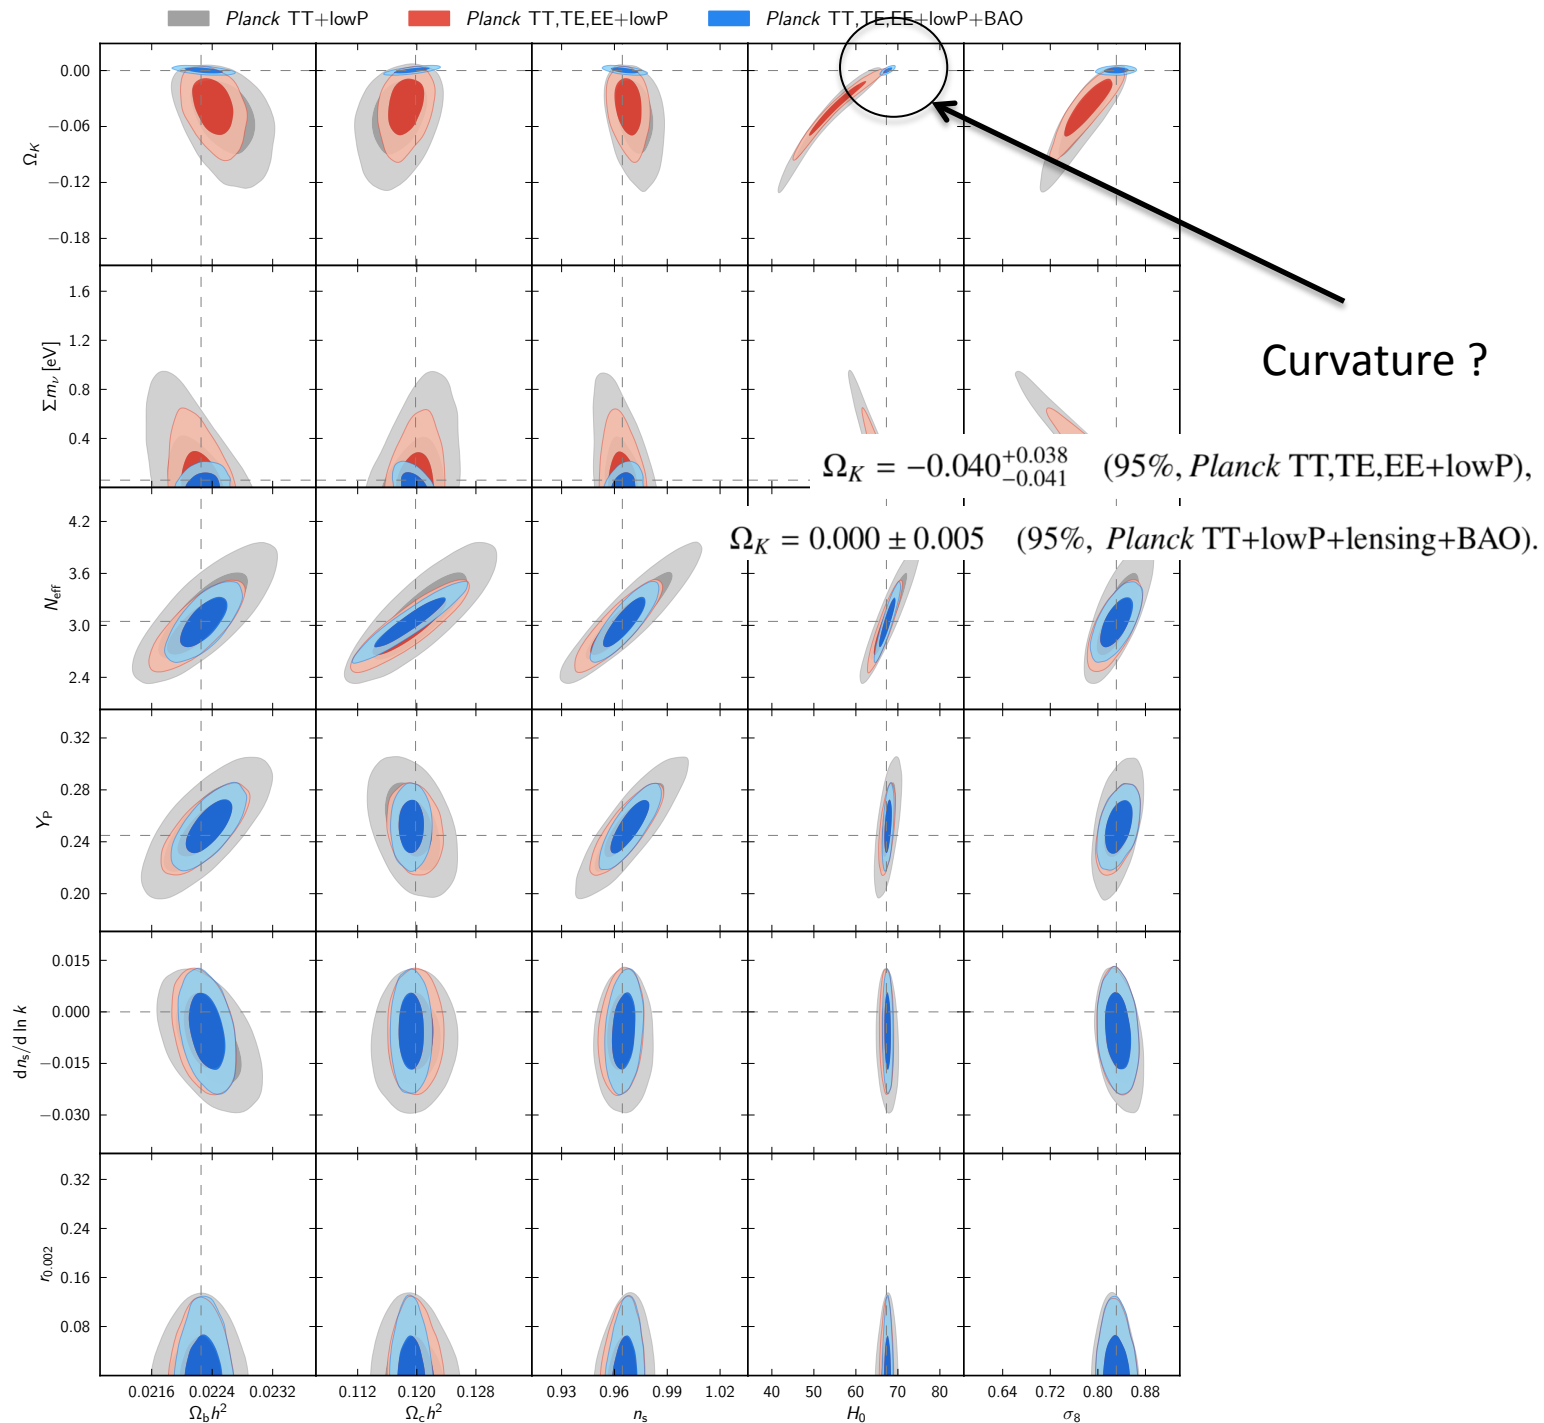 Planck TT+lowP Planck TT,TE,EE+lowP Planck TT,TE,EE+lowP+BAO
0.00
−0.06
−0.12
−0.18
Ω_K
1.6
1.2
0.8
0.4
Σm_ν [eV]
Curvature ?
Ω_K = −0.040^{+0.038}_{−0.041} (95%, Planck TT,TE,EE+lowP),
Ω_K = 0.000 ± 0.005 (95%, Planck TT+lowP+lensing+BAO).
4.2
3.6
3.0
2.4
N_eff
0.32
0.28
0.24
0.20
Y_P
0.015
0.000
−0.015
−0.030
dn_s/d ln k
0.32
0.24
0.16
0.08
r_0.002
0.0216 0.0224 0.0232 0.112 0.120 0.128 0.93 0.96 0.99 1.02 40 50 60 70 80 0.64 0.72 0.80 0.88
Ω_b h² Ω_c h² n_s H_0 σ_8